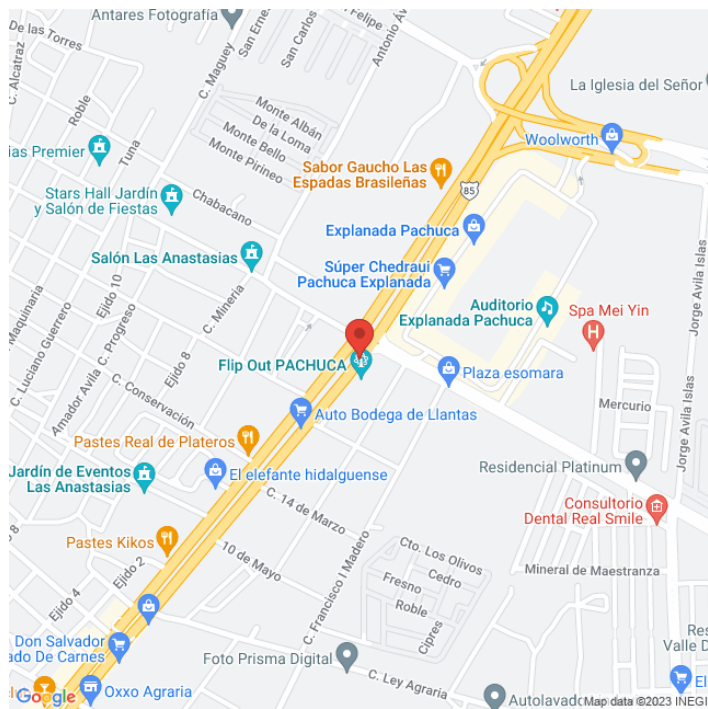 Antares Fotografía
De las Torres
C. Alcatraz
Roble
C. Maguey
San Ernes
San Carlos
Felipe
Antonio Áv
La Iglesia del Señor
Monte Albán
De la Loma
Monte Bello
Monte Pirineo
Woolworth
Tuna
ias Premier
Sabor Gaucho Las
Espadas Brasileñas
85
Stars Hall Jardín
y Salón de Fiestas
Chabacano
Explanada Pachuca
Jorge Avila Islas
Salón Las Anastasias
Súper Chedraui
Pachuca Explanada
Ejido 10
C. Minería
Maquinaria
C. Luciano Guerrero
C. Progreso
Auditorio
Explanada Pachuca
Spa Mei Yin
Ejido 8
Amador Avila
Flip Out PACHUCA
Plaza esomara
C. Conservación
Auto Bodega de Llantas
Mercurio
Jorge Avila Islas
Pastes Real de Plateros
Jardín de Eventos
Las Anastasias
El elefante hidalguense
Residencial Platinum
C. 14 de Marzo
Consultorio
Dental Real Smile
Pastes Kikos
10 de Mayo
Ejido 2
Ejido 4
C. Francisco I Madero
Cto. Los Olivos
Cedro
Fresno
Roble
Cipres
Mineral de Maestranza
Don Salvador
ado De Carnes
Foto Prisma Digital
C. Ley Agraria
Res
Valle D
El
Oxxo Agraria
Autolavado
Google
Map data ©2023 INEGI